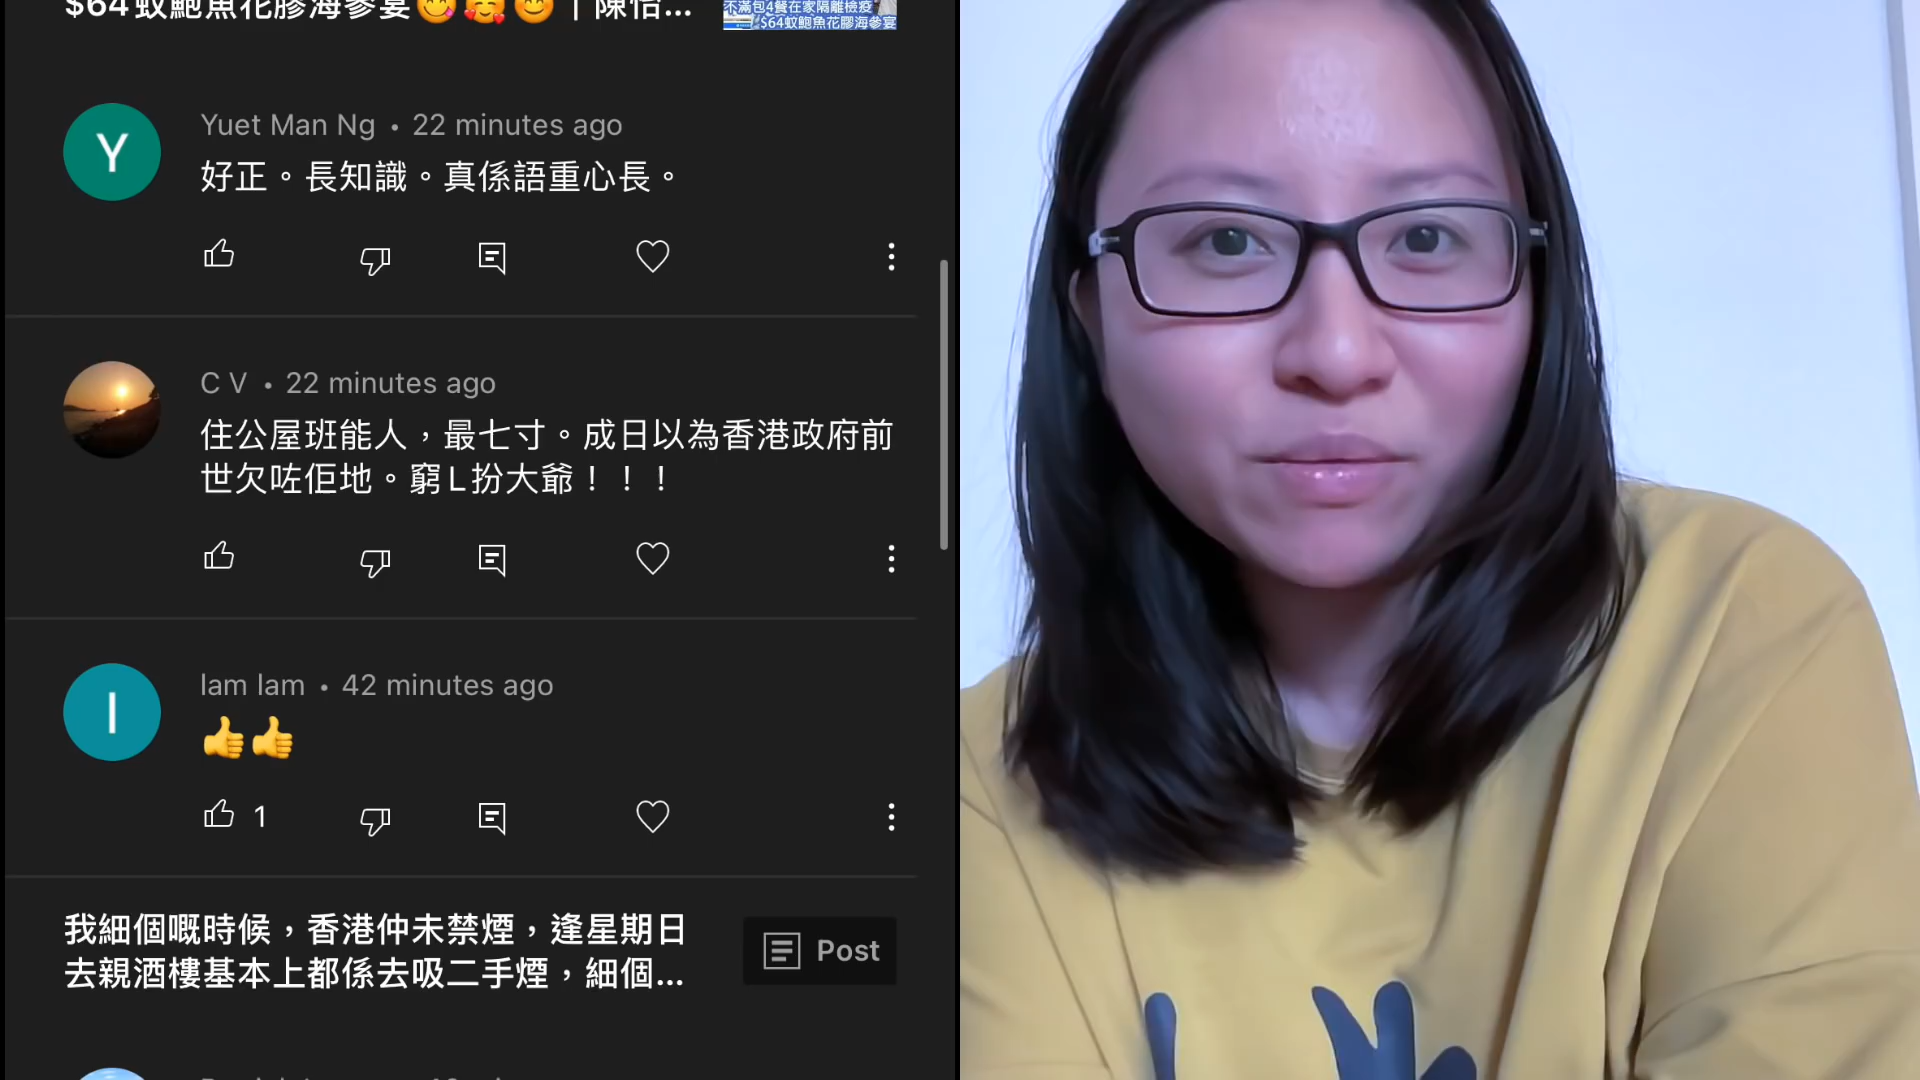 $64蚊鮑魚花膠海參宴😋🥰😊｜陳怡...
不滿包4餐在家隔離檢疫
$64蚊鮑魚花膠海參宴
Yuet Man Ng • 22 minutes ago
好正。長知識。真係語重心長。
C V • 22 minutes ago
住公屋班能人，最七寸。成日以為香港政府前
世欠咗佢地。窮L扮大爺！！！
lam lam • 42 minutes ago
👍👍
1
我細個嘅時候，香港仲未禁煙，逢星期日
去親酒樓基本上都係去吸二手煙，細個...
Post